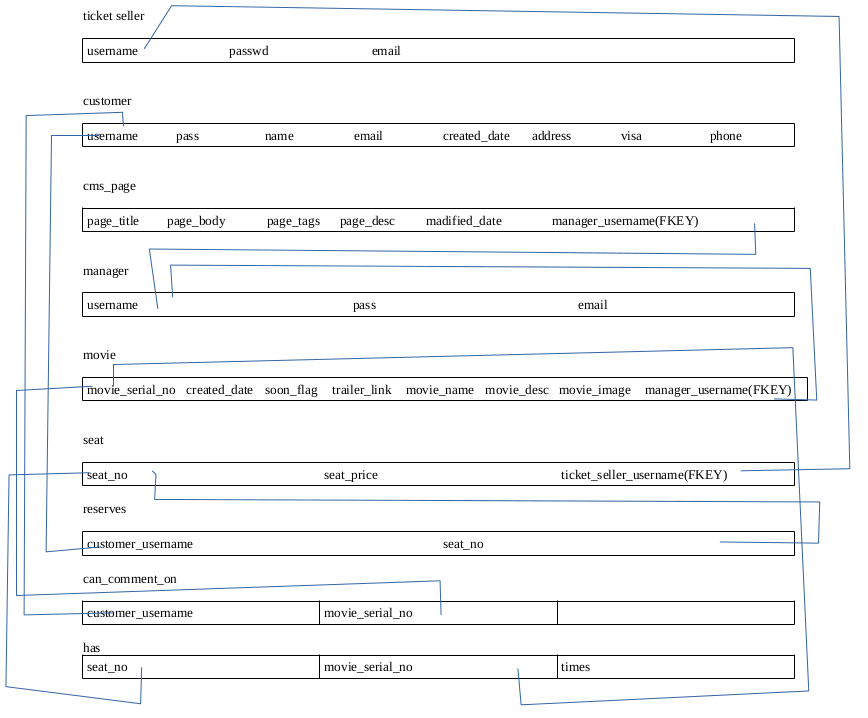 ticket seller
username passwd email
customer
username pass name email created_date address visa phone
cms_page
page_title page_body page_tags page_desc madified_date manager_username(FKEY)
manager
username pass email
movie
movie_serial_no created_date soon_flag trailer_link movie_name movie_desc movie_image manager_username(FKEY)
seat
seat_no seat_price ticket_seller_username(FKEY)
reserves
customer_username seat_no
can_comment_on
customer_username movie_serial_no
has
seat_no movie_serial_no times